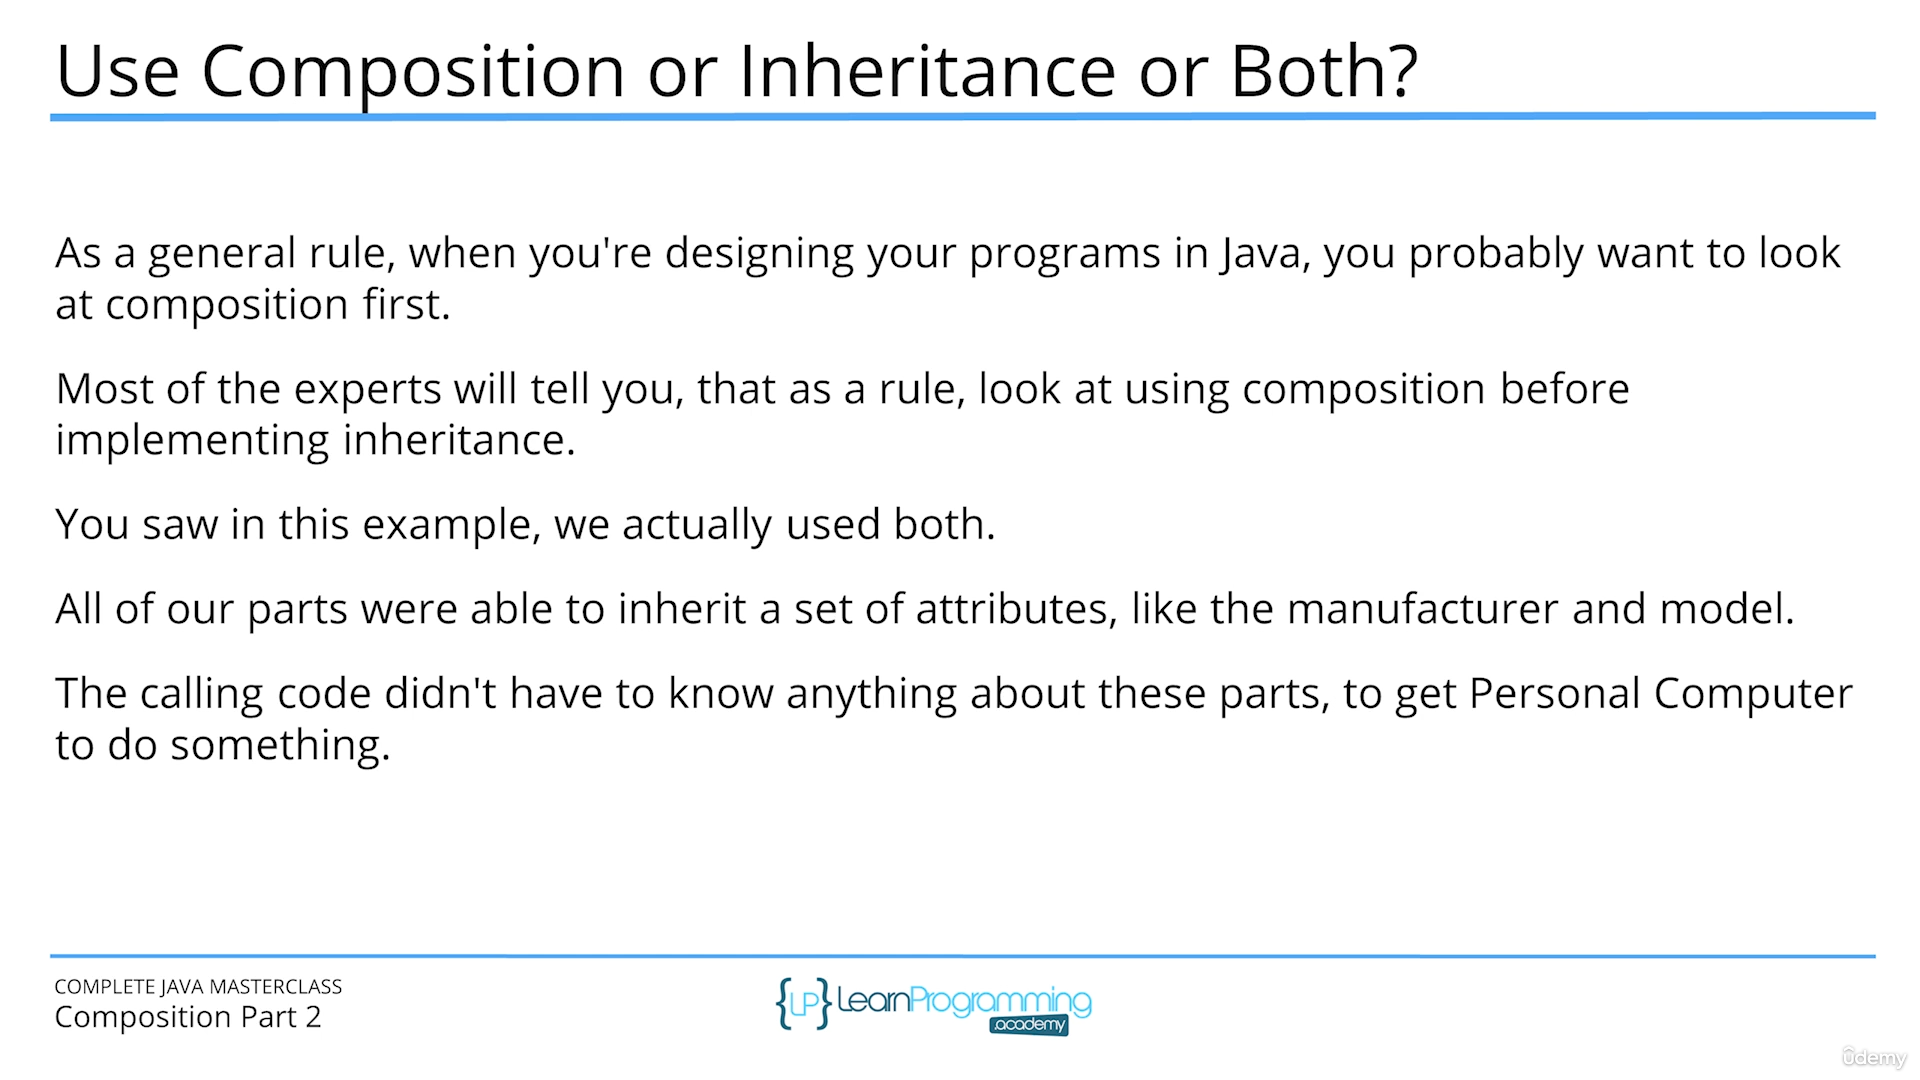 Use Composition or Inheritance or Both?
As a general rule, when you're designing your programs in Java, you probably want to look
at composition first.
Most of the experts will tell you, that as a rule, look at using composition before
implementing inheritance.
You saw in this example, we actually used both.
All of our parts were able to inherit a set of attributes, like the manufacturer and model.
The calling code didn't have to know anything about these parts, to get Personal Computer
to do something.
COMPLETE JAVA MASTERCLASS
Composition Part 2
{LP} LearnProgramming
.academy
ûdemy